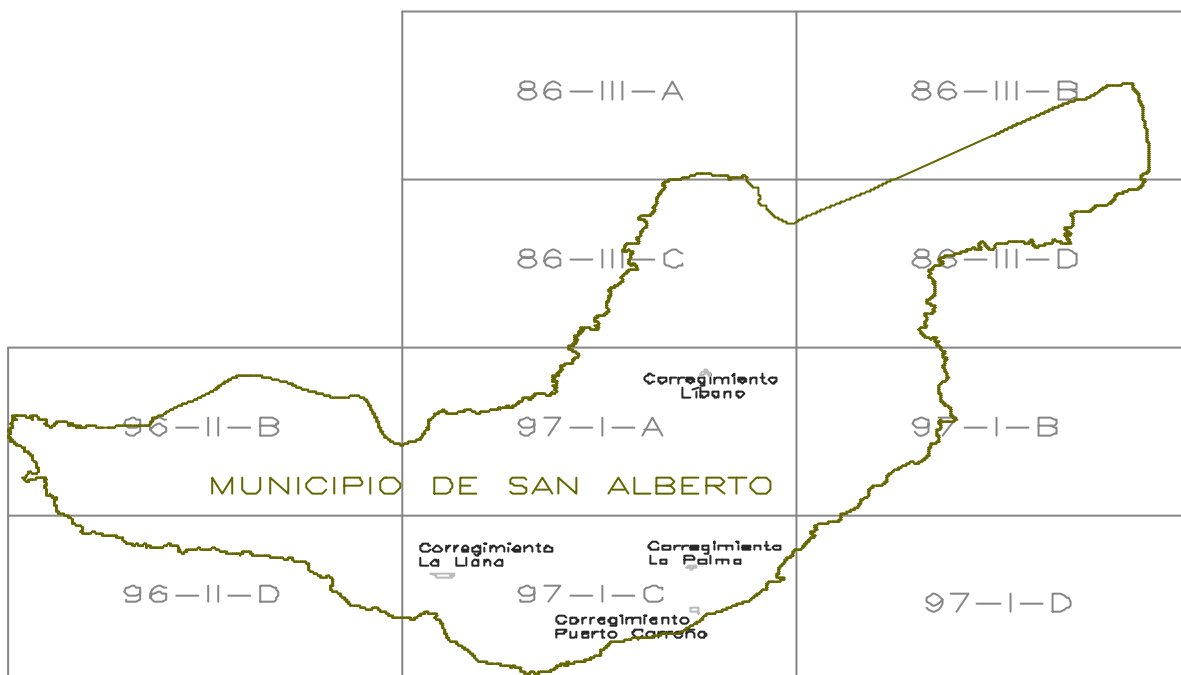 86-III-A
86-III-B
86-III-C
86-III-D
Corregimiento
Líbano
96-II-B
97-I-A
97-I-B
MUNICIPIO DE SAN ALBERTO
Corregimiento
La Llana
Corregimiento
La Palma
96-II-D
97-I-C
97-I-D
Corregimiento
Puerto Carreño